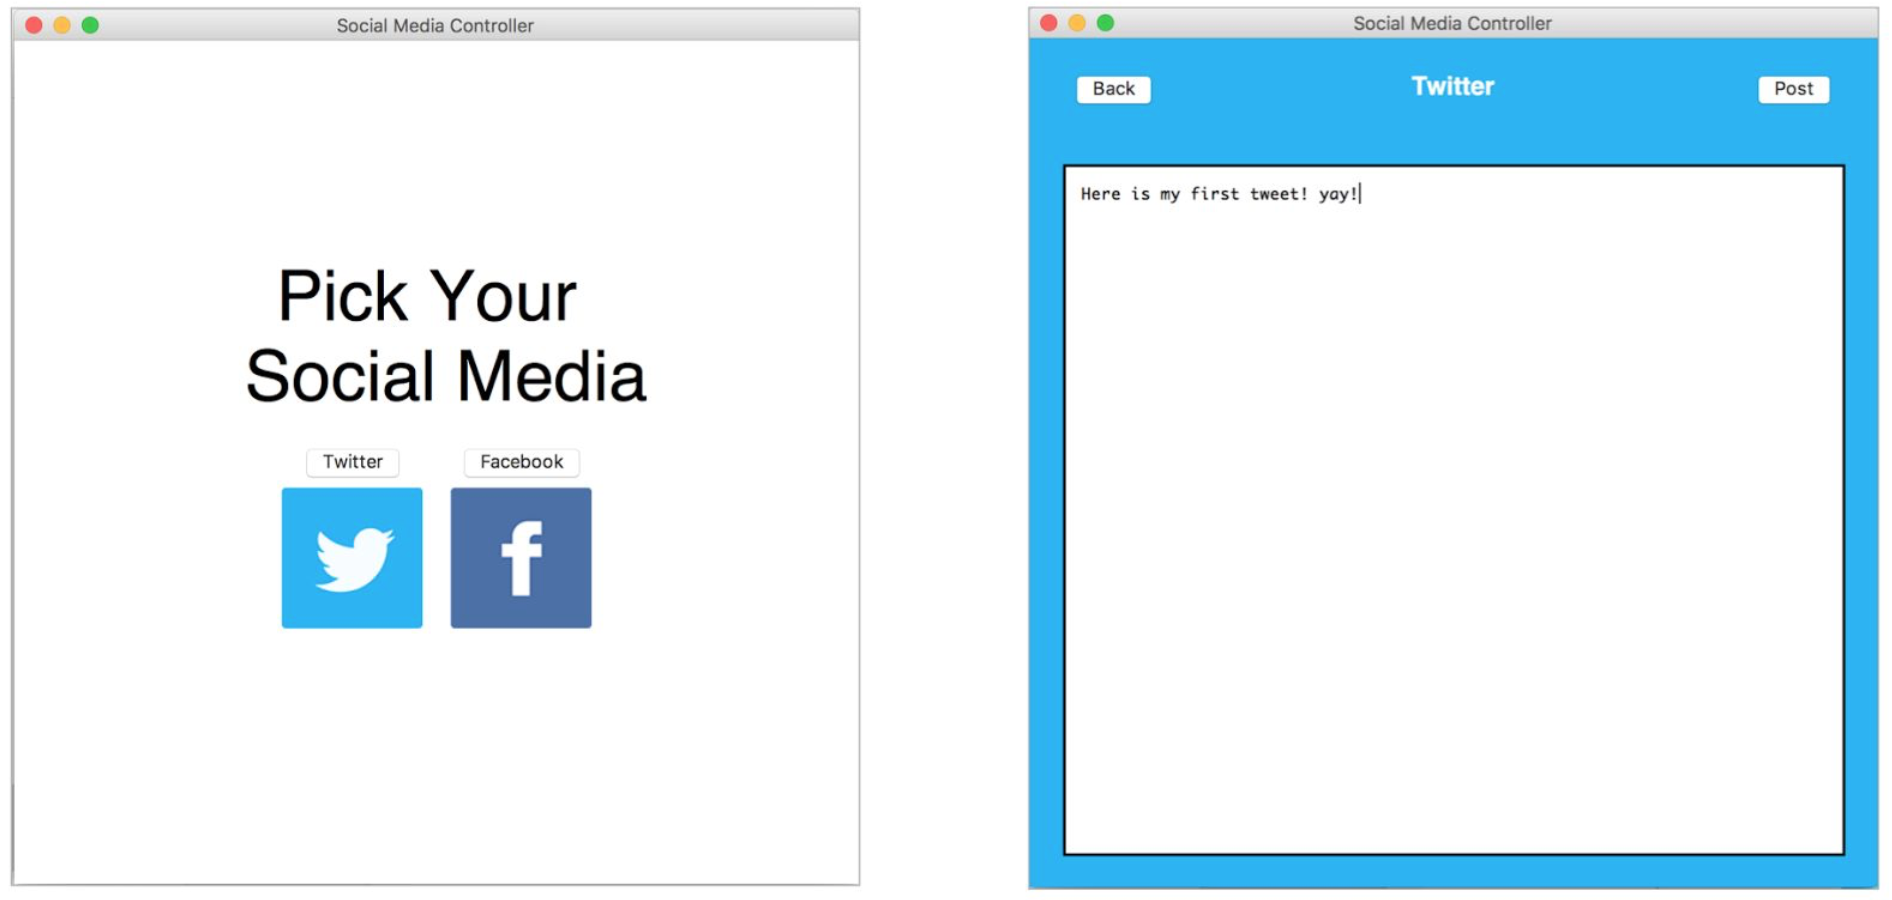 Social Media Controller
Pick Your
Social Media
Twitter
Facebook
f
Social Media Controller
Back
Twitter
Post
Here is my first tweet! yay!